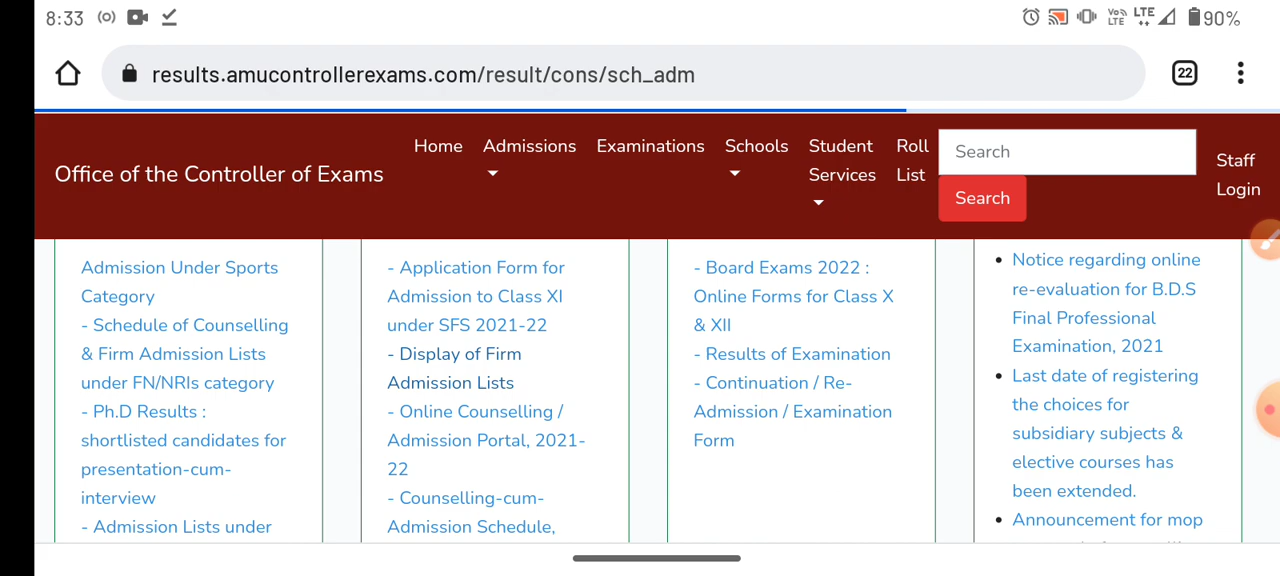 8:33
VoLTE LTE 90%
results.amucontrollerexams.com/result/cons/sch_adm
22
Office of the Controller of Exams
Home
Admissions
Examinations
Schools
Student
Services
Roll
List
Search
Search
Staff
Login
Admission Under Sports
Category
- Schedule of Counselling
& Firm Admission Lists
under FN/NRIs category
- Ph.D Results :
shortlisted candidates for
presentation-cum-
interview
- Admission Lists under
- Application Form for
Admission to Class XI
under SFS 2021-22
- Display of Firm
Admission Lists
- Online Counselling /
Admission Portal, 2021-
22
- Counselling-cum-
Admission Schedule,
- Board Exams 2022 :
Online Forms for Class X
& XII
- Results of Examination
- Continuation / Re-
Admission / Examination
Form
Notice regarding online
re-evaluation for B.D.S
Final Professional
Examination, 2021
Last date of registering
the choices for
subsidiary subjects &
elective courses has
been extended.
Announcement for mop